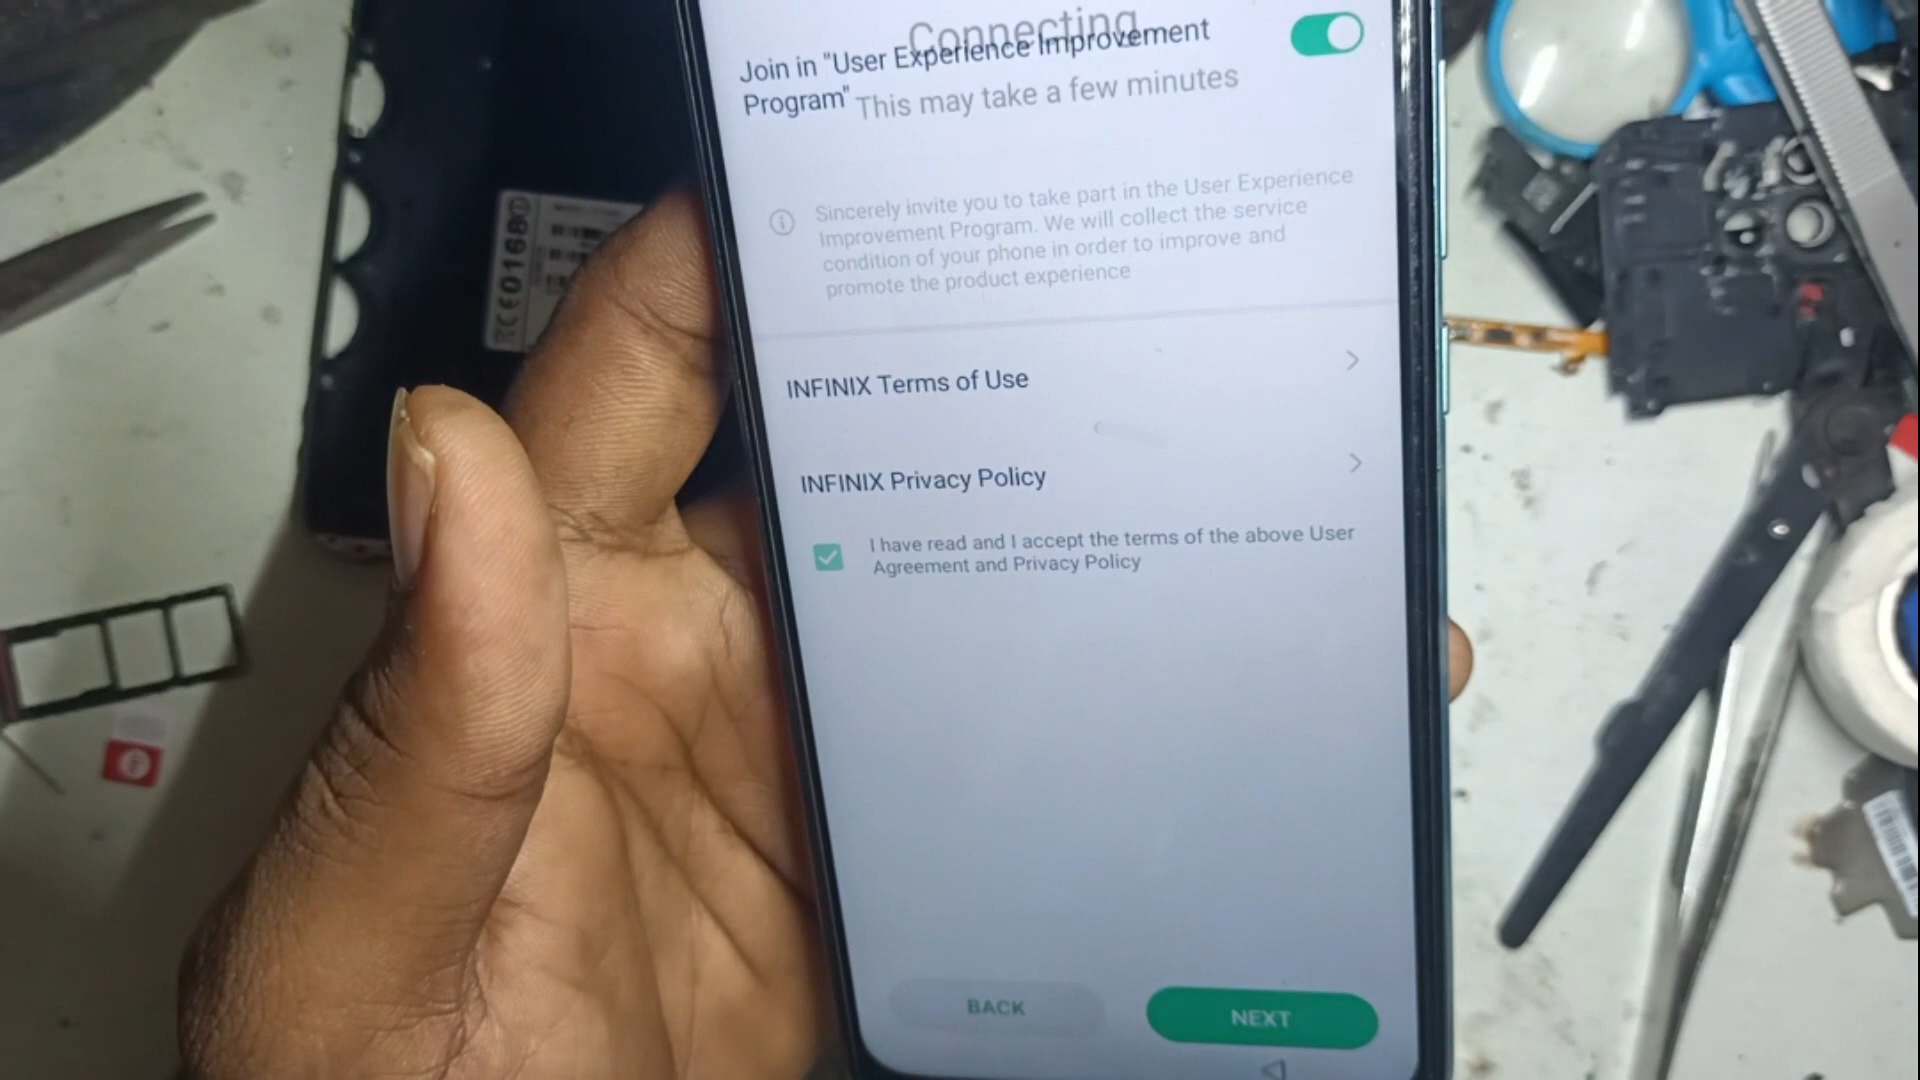 Connecting
Join in "User Experience Improvement
Program"
This may take a few minutes
Sincerely invite you to take part in the User Experience
Improvement Program. We will collect the service
condition of your phone in order to improve and
promote the product experience
INFINIX Terms of Use
INFINIX Privacy Policy
I have read and I accept the terms of the above User
Agreement and Privacy Policy
BACK
NEXT
CE0168